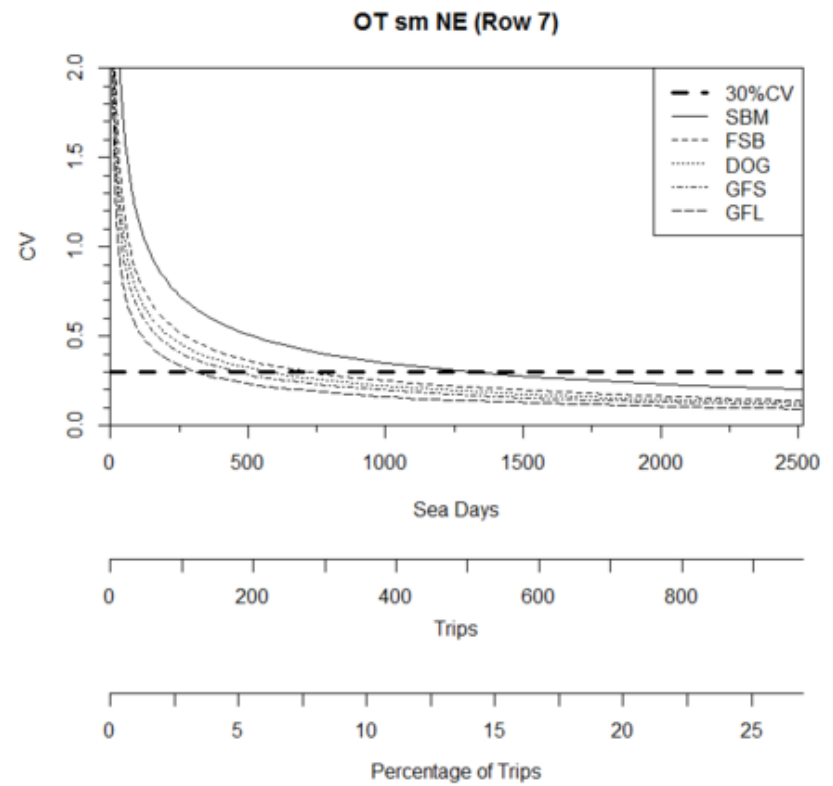 OT sm NE (Row 7)
2.0
1.5
1.0
0.5
0.0
CV
30%CV
SBM
FSB
DOG
GFS
GFL
0 500 1000 1500 2000 2500
Sea Days
0 200 400 600 800
Trips
0 5 10 15 20 25
Percentage of Trips